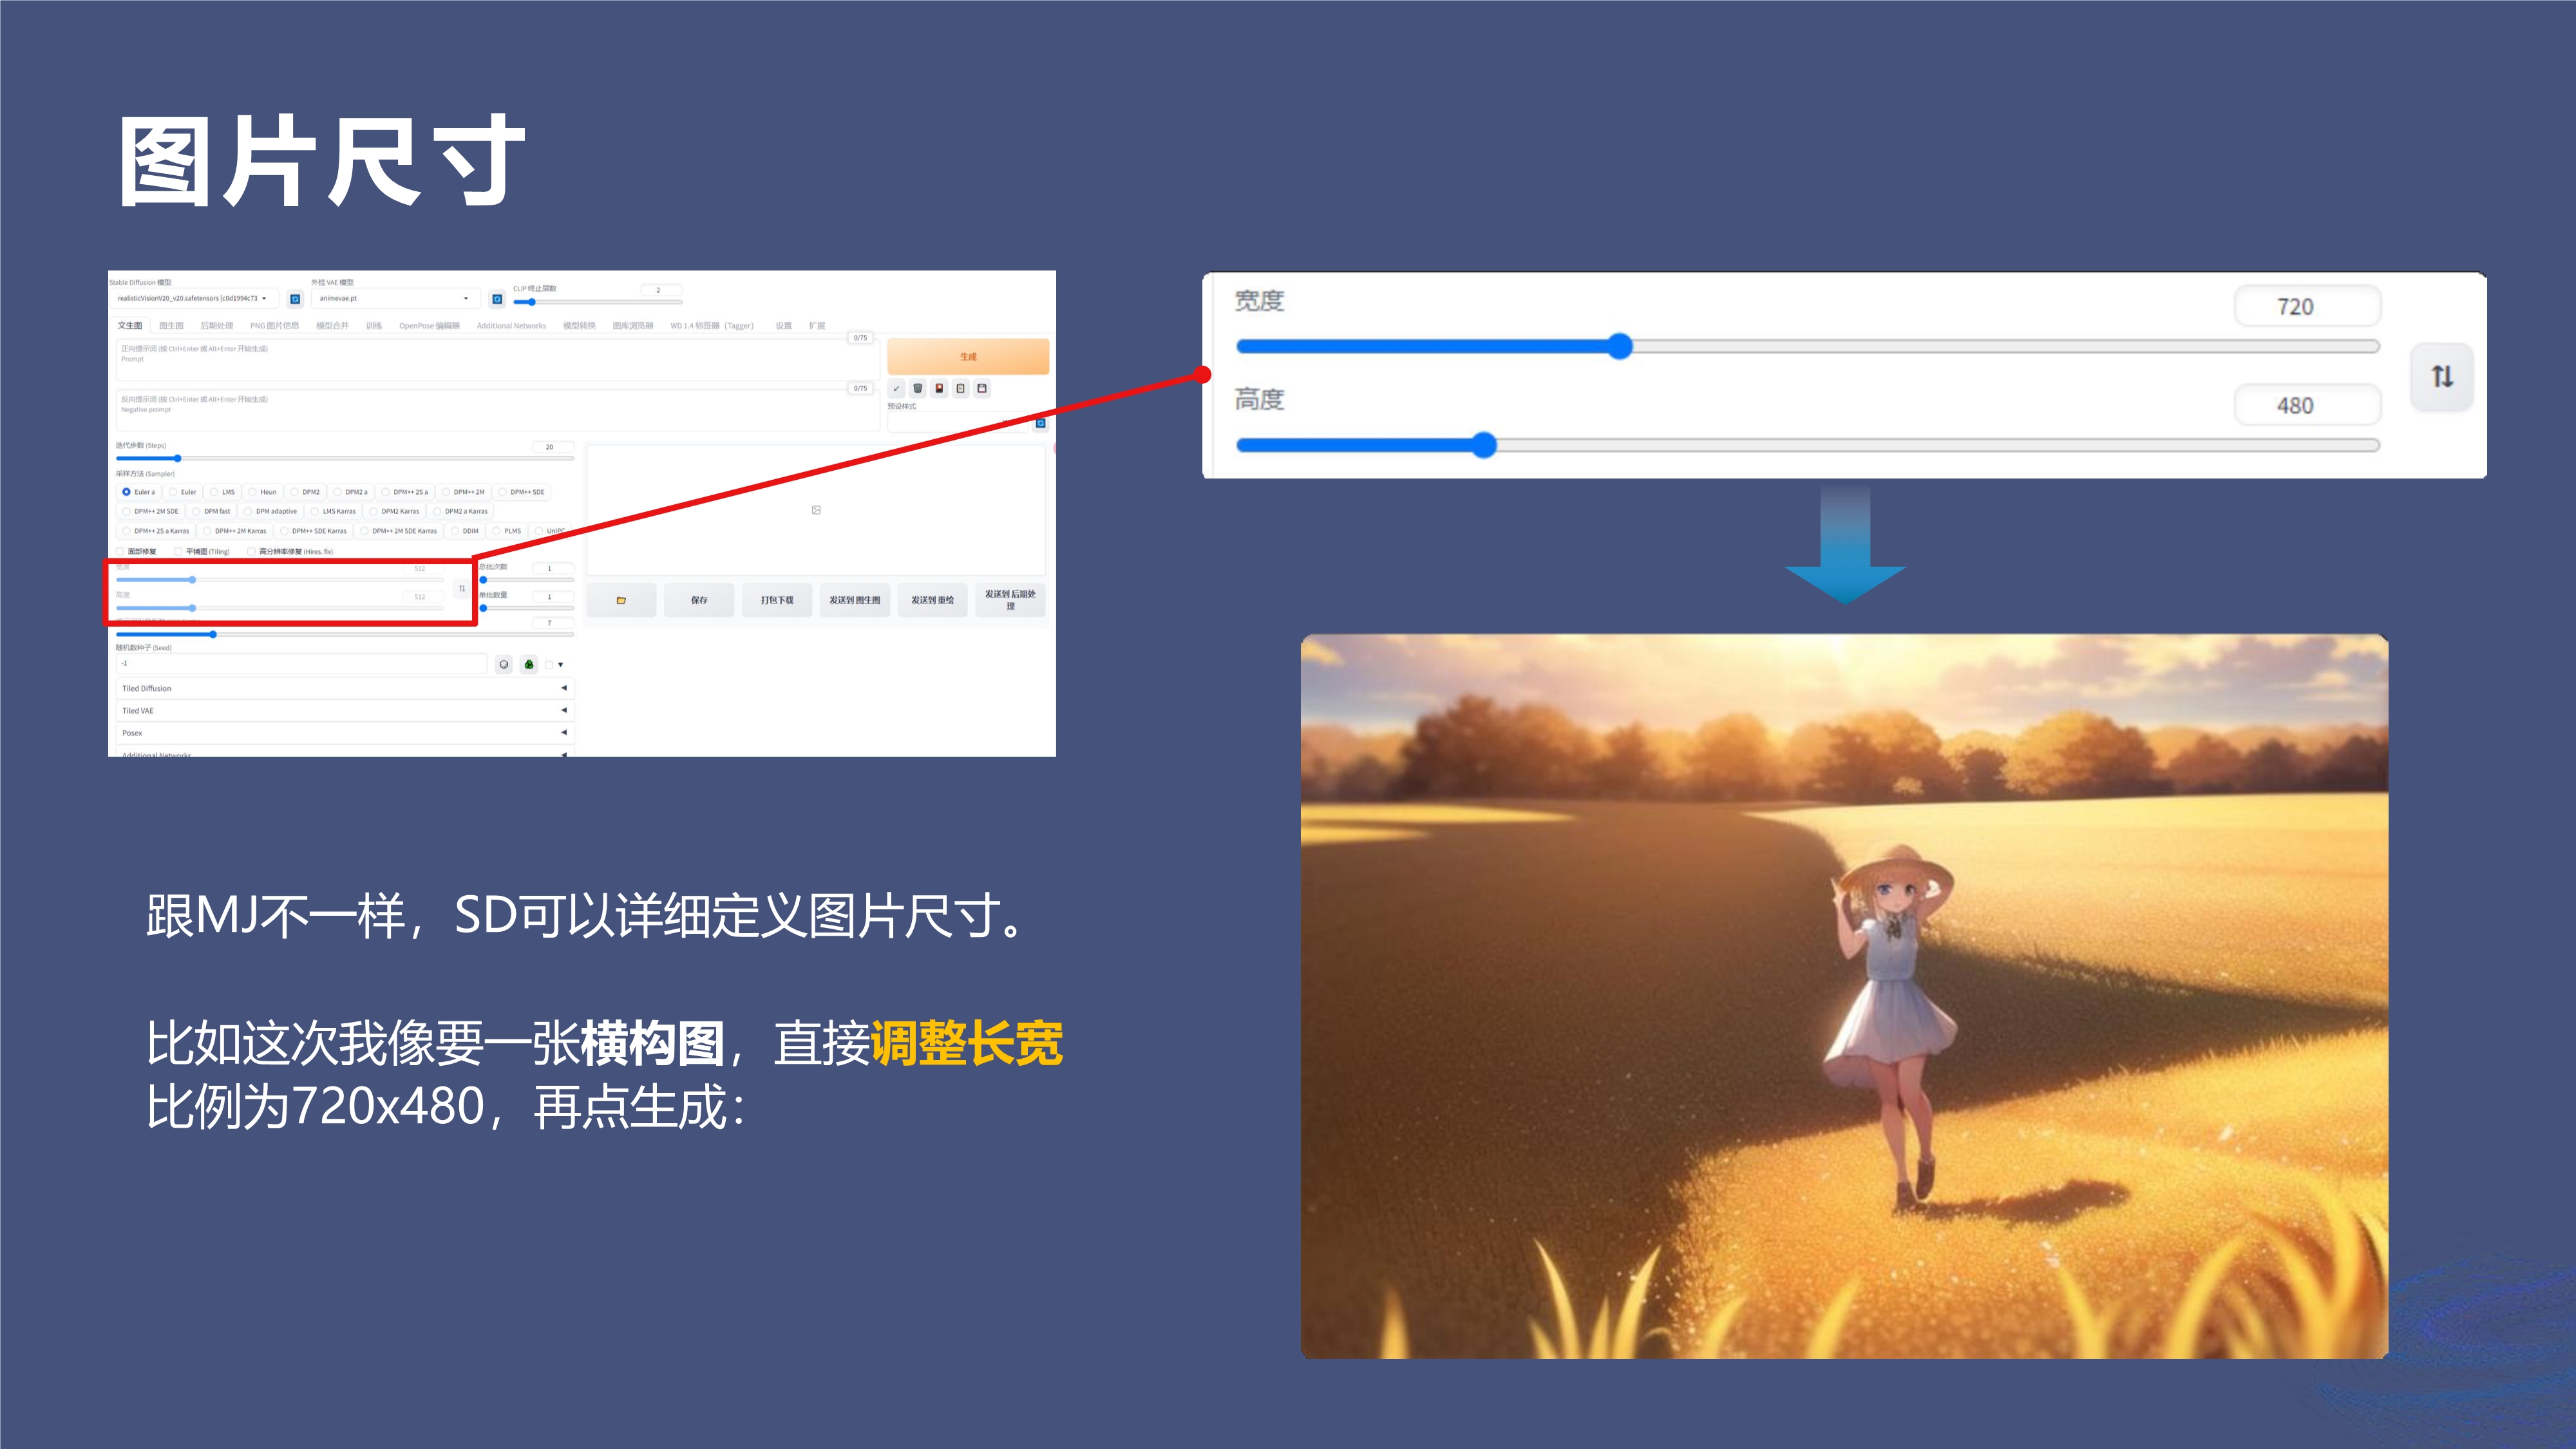 图片尺寸
Stable Diffusion 模型
realisticVisionV20_v20.safetensors [c0d1994c73
外挂 VAE 模型
animevae.pt
CLIP 终止层数
2
文生图 图生图 后期处理 PNG 图片信息 模型合并 训练 OpenPose 编辑器 Additional Networks 模型转换 图库浏览器 WD 1.4 标签器 (Tagger) 设置 扩展
0/75
正向提示词 (按 Ctrl+Enter 或 Alt+Enter 开始生成)
Prompt
生成
0/75
反向提示词 (按 Ctrl+Enter 或 Alt+Enter 开始生成)
Negative prompt
预设样式
迭代步数 (Steps)
20
采样方法 (Sampler)
Euler a Euler LMS Heun DPM2 DPM2 a DPM++ 2S a DPM++ 2M DPM++ SDE
DPM++ 2M SDE DPM fast DPM adaptive LMS Karras DPM2 Karras DPM2 a Karras
DPM++ 2S a Karras DPM++ 2M Karras DPM++ SDE Karras DPM++ 2M SDE Karras DDIM PLMS UniPC
面部修复 平铺图 (Tiling) 高分辨率修复 (Hires. fix)
宽度
512
总批次数
1
高度
512
单批数量
1
7
随机数种子 (Seed)
-1
Tiled Diffusion
Tiled VAE
Posex
Additional Networks
保存 打包下载 发送到 图生图 发送到 重绘 发送到 后期处
理
宽度
720
高度
480
跟MJ不一样，SD可以详细定义图片尺寸。
比如这次我像要一张横构图，直接调整长宽
比例为720x480，再点生成：